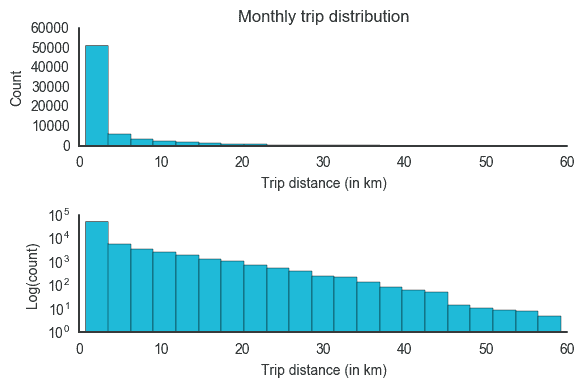 Monthly trip distribution
60000
50000
40000
30000
20000
10000
0
Count
0 10 20 30 40 50 60
Trip distance (in km)
10^5
10^4
10^3
10^2
10^1
10^0
Log(count)
0 10 20 30 40 50 60
Trip distance (in km)